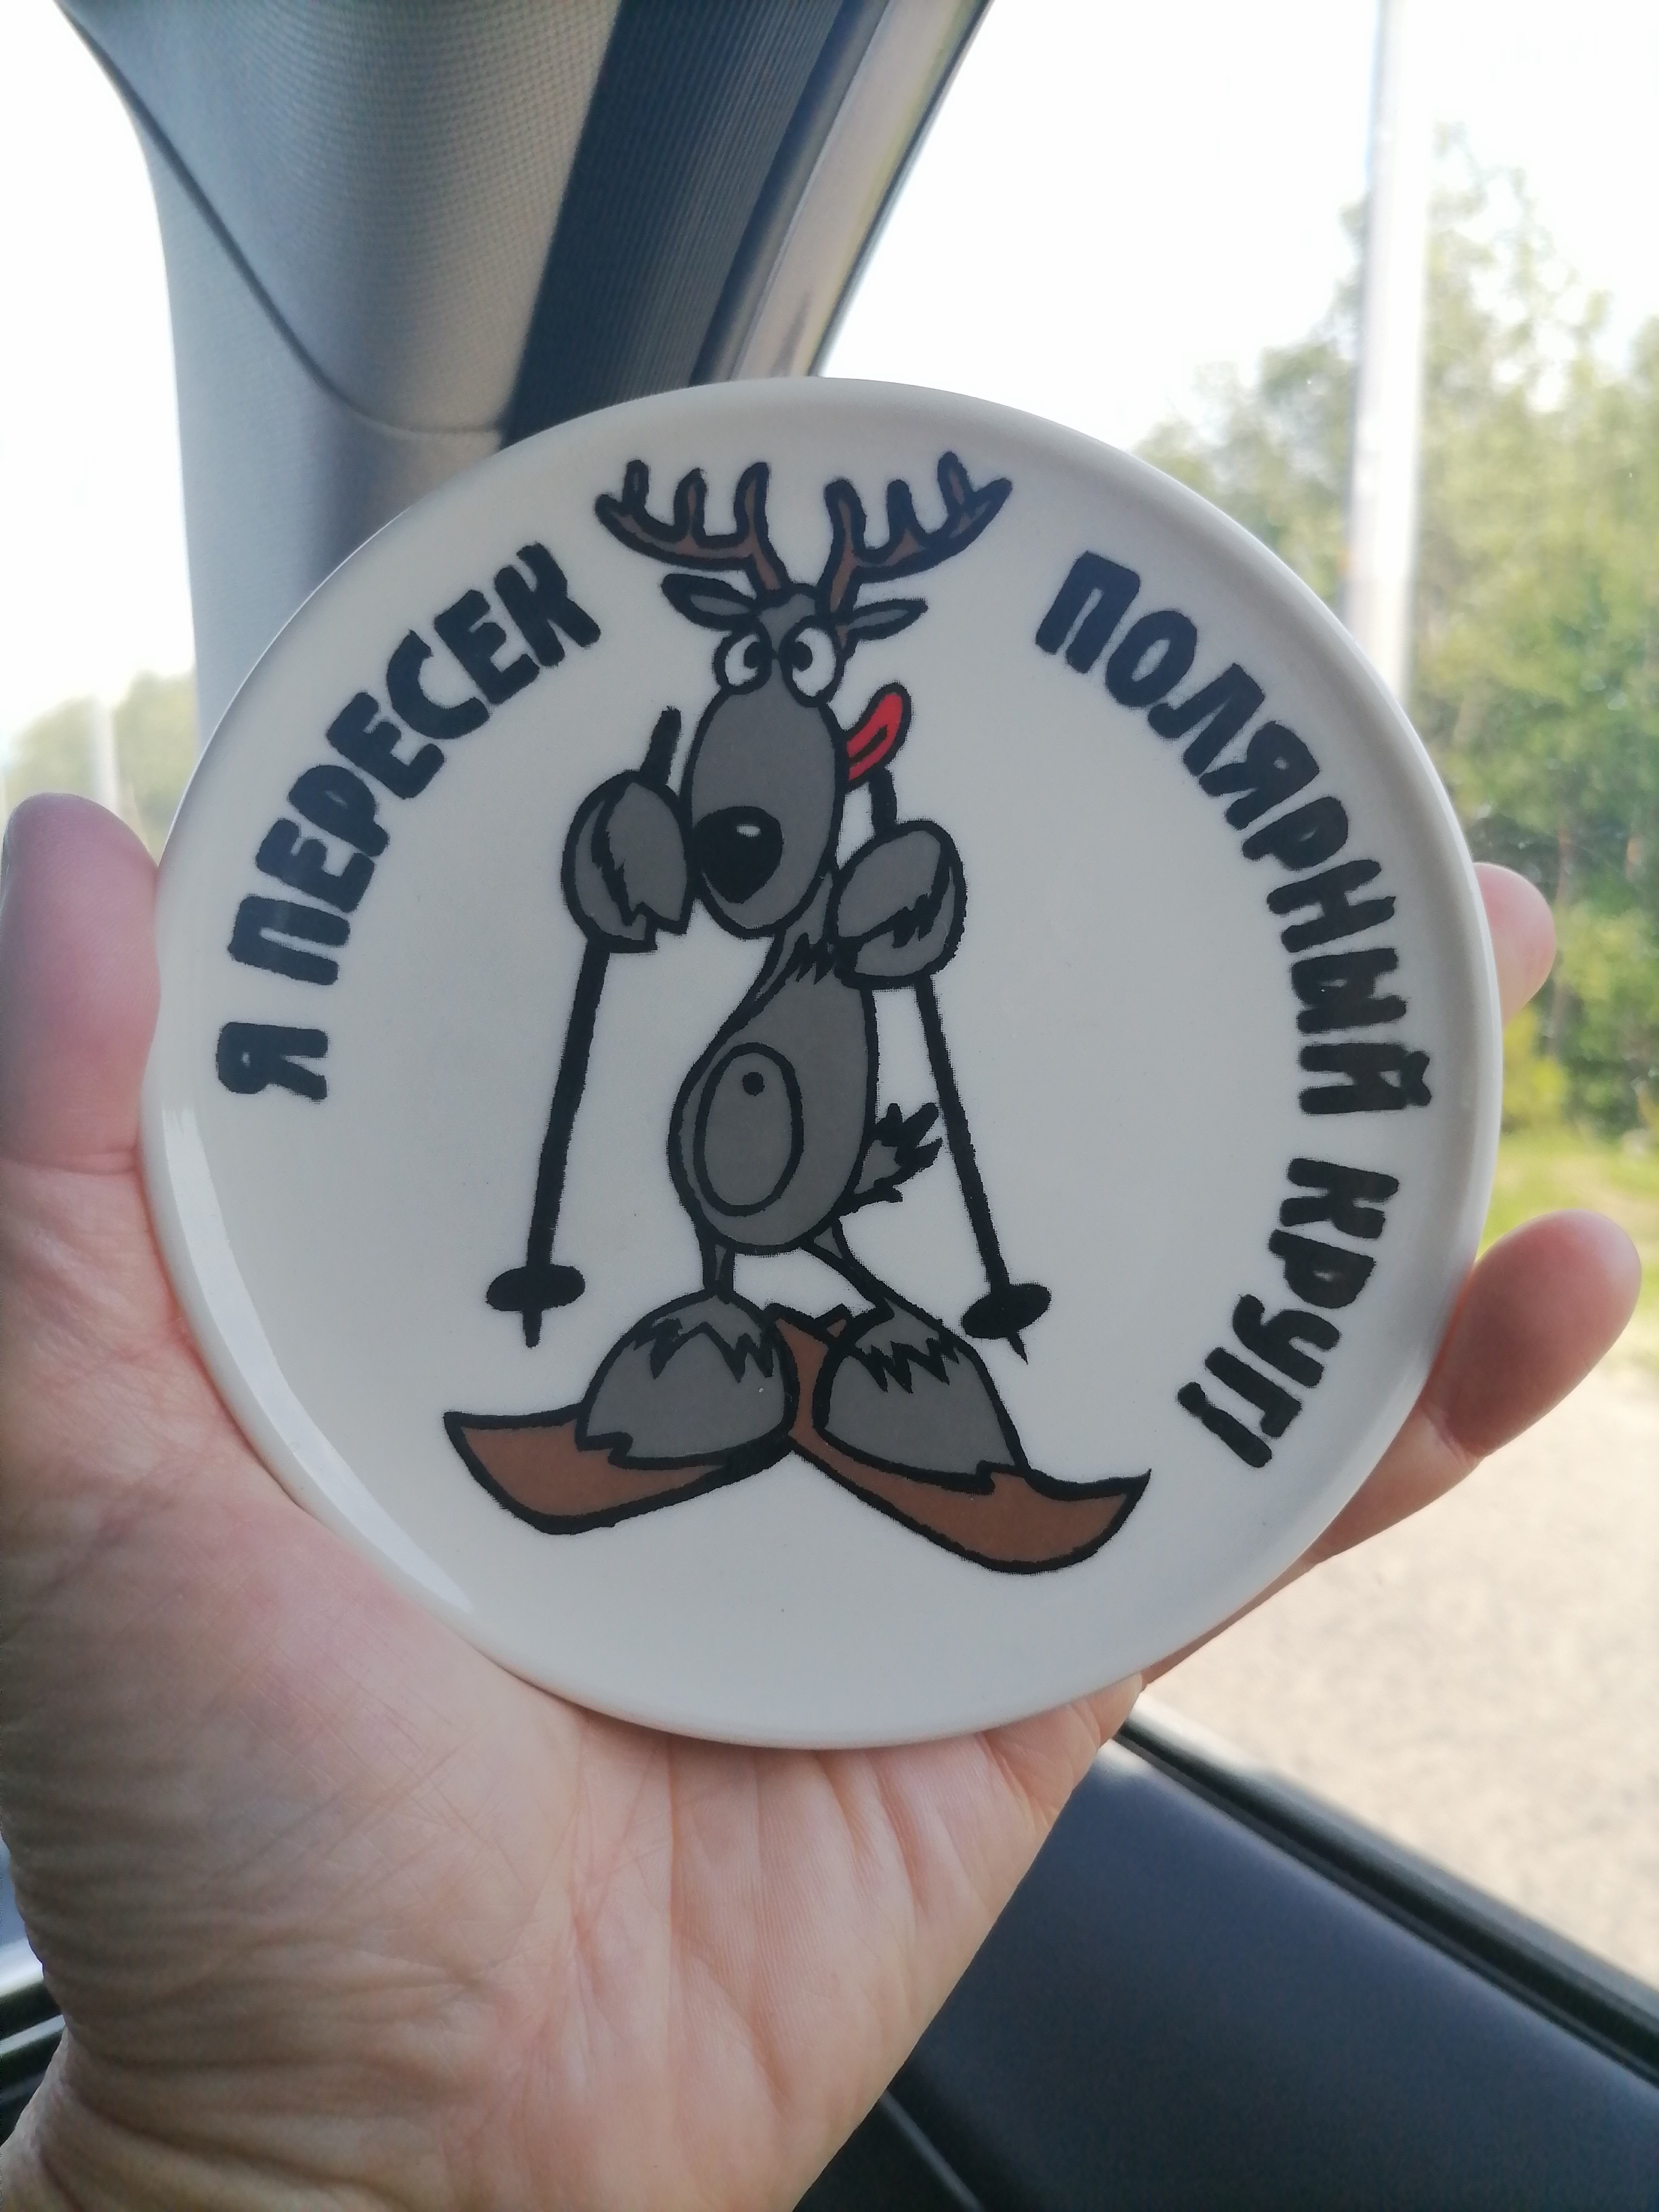 Я ПЕРЕСЕК
ПОЛЯРНЫЙ КРУГ!